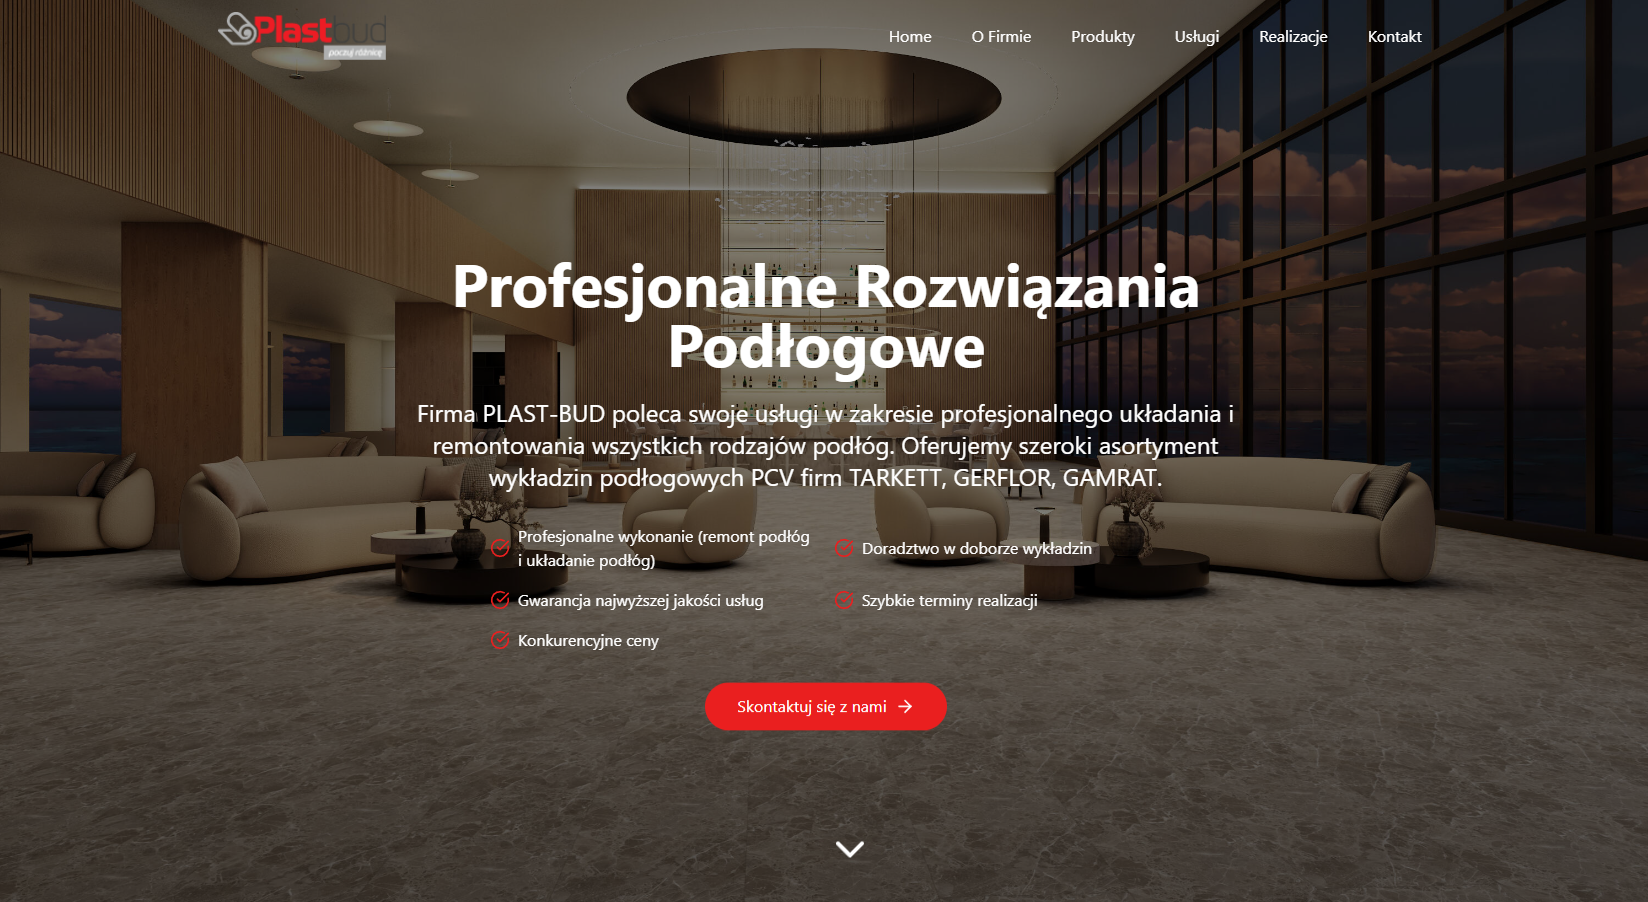 Plastbud
poczuj różnicę
Home
O Firmie
Produkty
Usługi
Realizacje
Kontakt
Profesjonalne Rozwiązania
Podłogowe
Firma PLAST-BUD poleca swoje usługi w zakresie profesjonalnego układania i
remontowania wszystkich rodzajów podłóg. Oferujemy szeroki asortyment
wykładzin podłogowych PCV firm TARKETT, GERFLOR, GAMRAT.
Profesjonalne wykonanie (remont podłóg
i układanie podłóg)
Doradztwo w doborze wykładzin
Gwarancja najwyższej jakości usług
Szybkie terminy realizacji
Konkurencyjne ceny
Skontaktuj się z nami